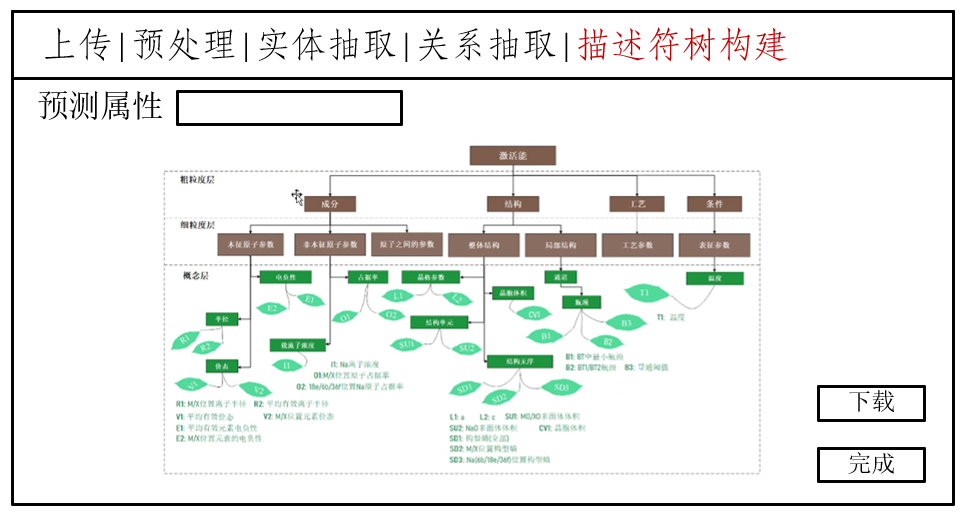 上传|预处理|实体抽取|关系抽取|描述符树构建
预测属性
激活能
粗粒度层
成分 结构 工艺 条件
细粒度层
本征原子参数 非本征原子参数 原子之间的参数 整体结构 局部结构 工艺参数 表征参数
概念层
电负性 占据率 晶格参数 通道 温度
E2 E1 O1 O2 L1 L2 晶胞体积 瓶颈 T1
CV1
T1: 温度
半径 结构单元 B1 B2 B3
R1 R2 载流子浓度 SU1 SU2
价态 I1 结构无序 B1: BT中最小瓶颈
I1: Na离子浓度 B2: BT1/BT2瓶颈 B3: 导通阈值
O1:M/X位置原子占据率
V1 V2 O2: 18e/6b/36f位置Na原子占据率 SD1 SD2 SD3
下载
R1: M/X位置离子半径 R2: 平均有效离子半径
V1: 平均有效价态 V2: M/X位置元素价态 L1: a L2: c SU1: MO/XO多面体体积
E1: 平均有效元素电负性 SU2: NaO多面体体积 CV1: 晶胞体积
E2: M/X位置元素的电负性 SD1: 构型熵(全部)
SD2: M/X位置构型熵
SD3: Na(6b/18e/36f)位置构型熵
完成